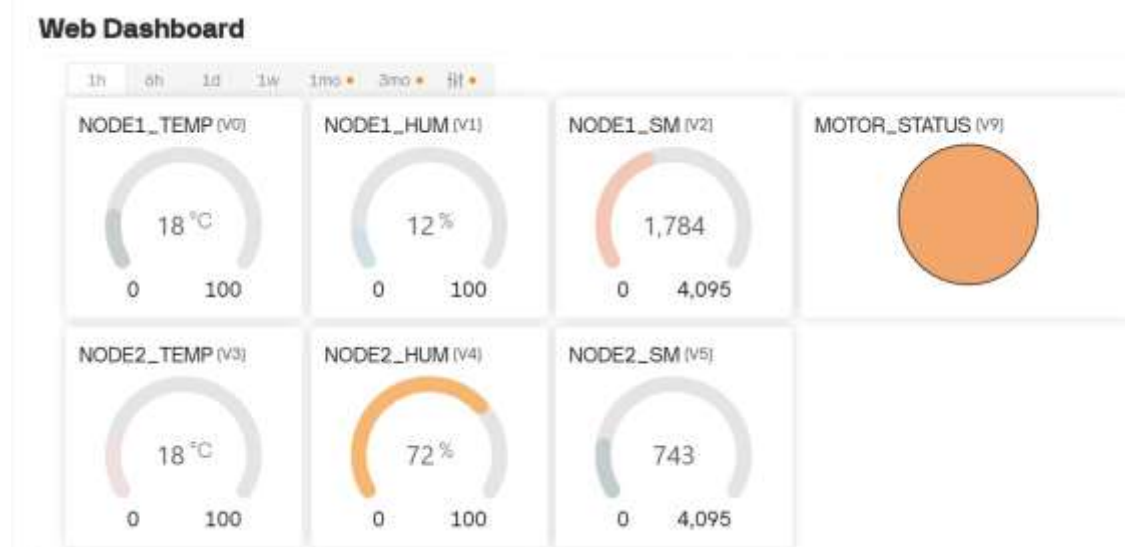 Web Dashboard
1h 6h 1d 1w 1mo 3mo
NODE1_TEMP (V0) NODE1_HUM (V1) NODE1_SM (V2) MOTOR_STATUS (V9)
18 °C 12 % 1,784
0 100 0 100 0 4,095
NODE2_TEMP (V3) NODE2_HUM (V4) NODE2_SM (V5)
18 °C 72 % 743
0 100 0 100 0 4,095